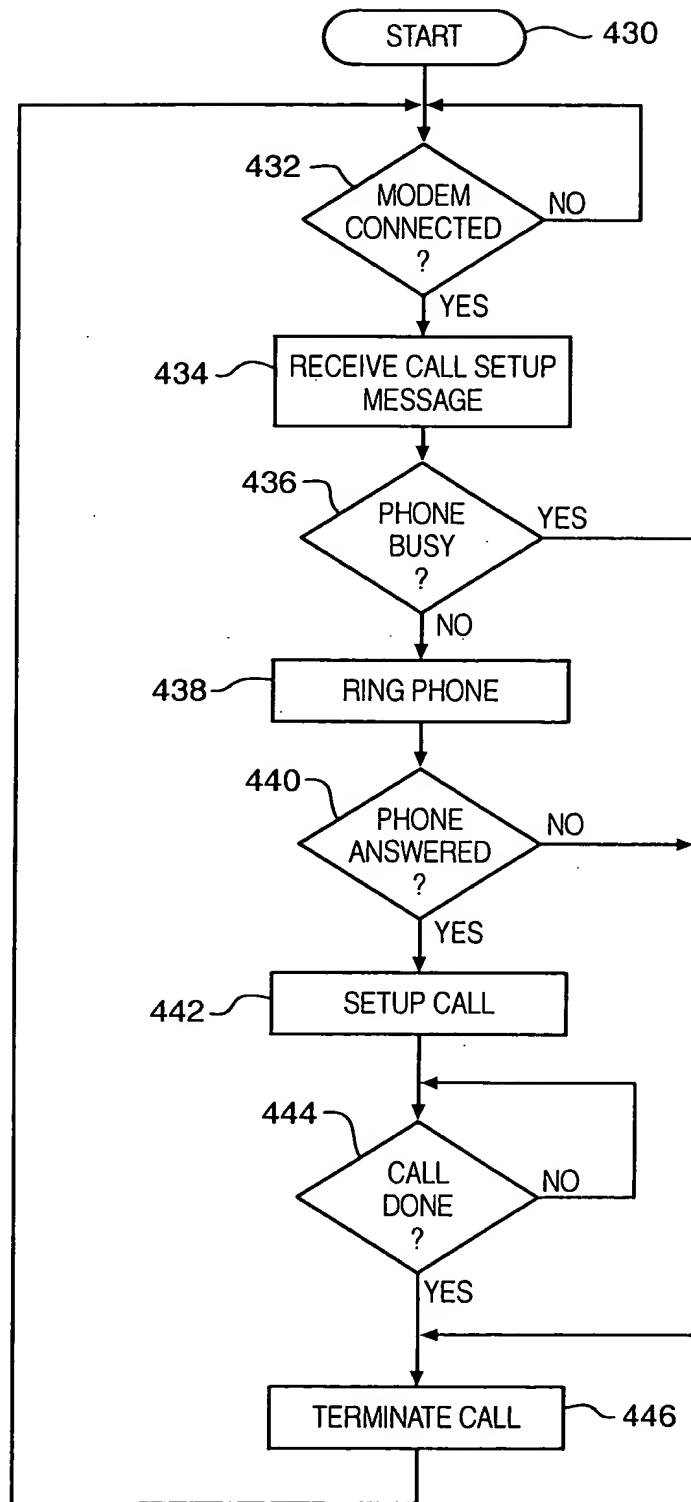 START
430
432
MODEM
CONNECTED
?
NO
YES
434
RECEIVE CALL SETUP
MESSAGE
436
PHONE
BUSY
?
YES
NO
438
RING PHONE
440
PHONE
ANSWERED
?
NO
YES
442
SETUP CALL
444
CALL
DONE
?
NO
YES
TERMINATE CALL
446